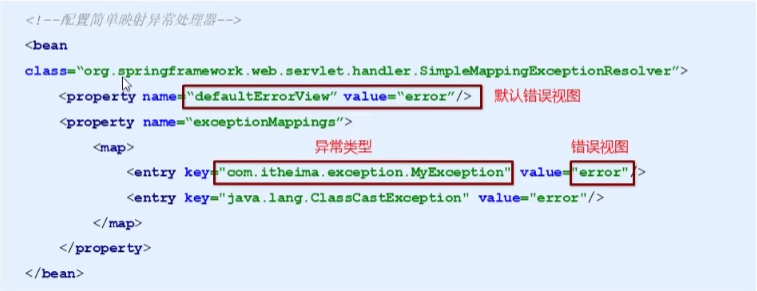 <!--配置简单映射异常处理器-->
<bean
class=“org.springframework.web.servlet.handler.SimpleMappingExceptionResolver”>
<property name=“defaultErrorView” value=“error”/> 默认错误视图
<property name=“exceptionMappings”>
<map> 异常类型 错误视图
<entry key="com.itheima.exception.MyException" value="error"/>
<entry key="java.lang.ClassCastException" value="error"/>
</map>
</property>
</bean>